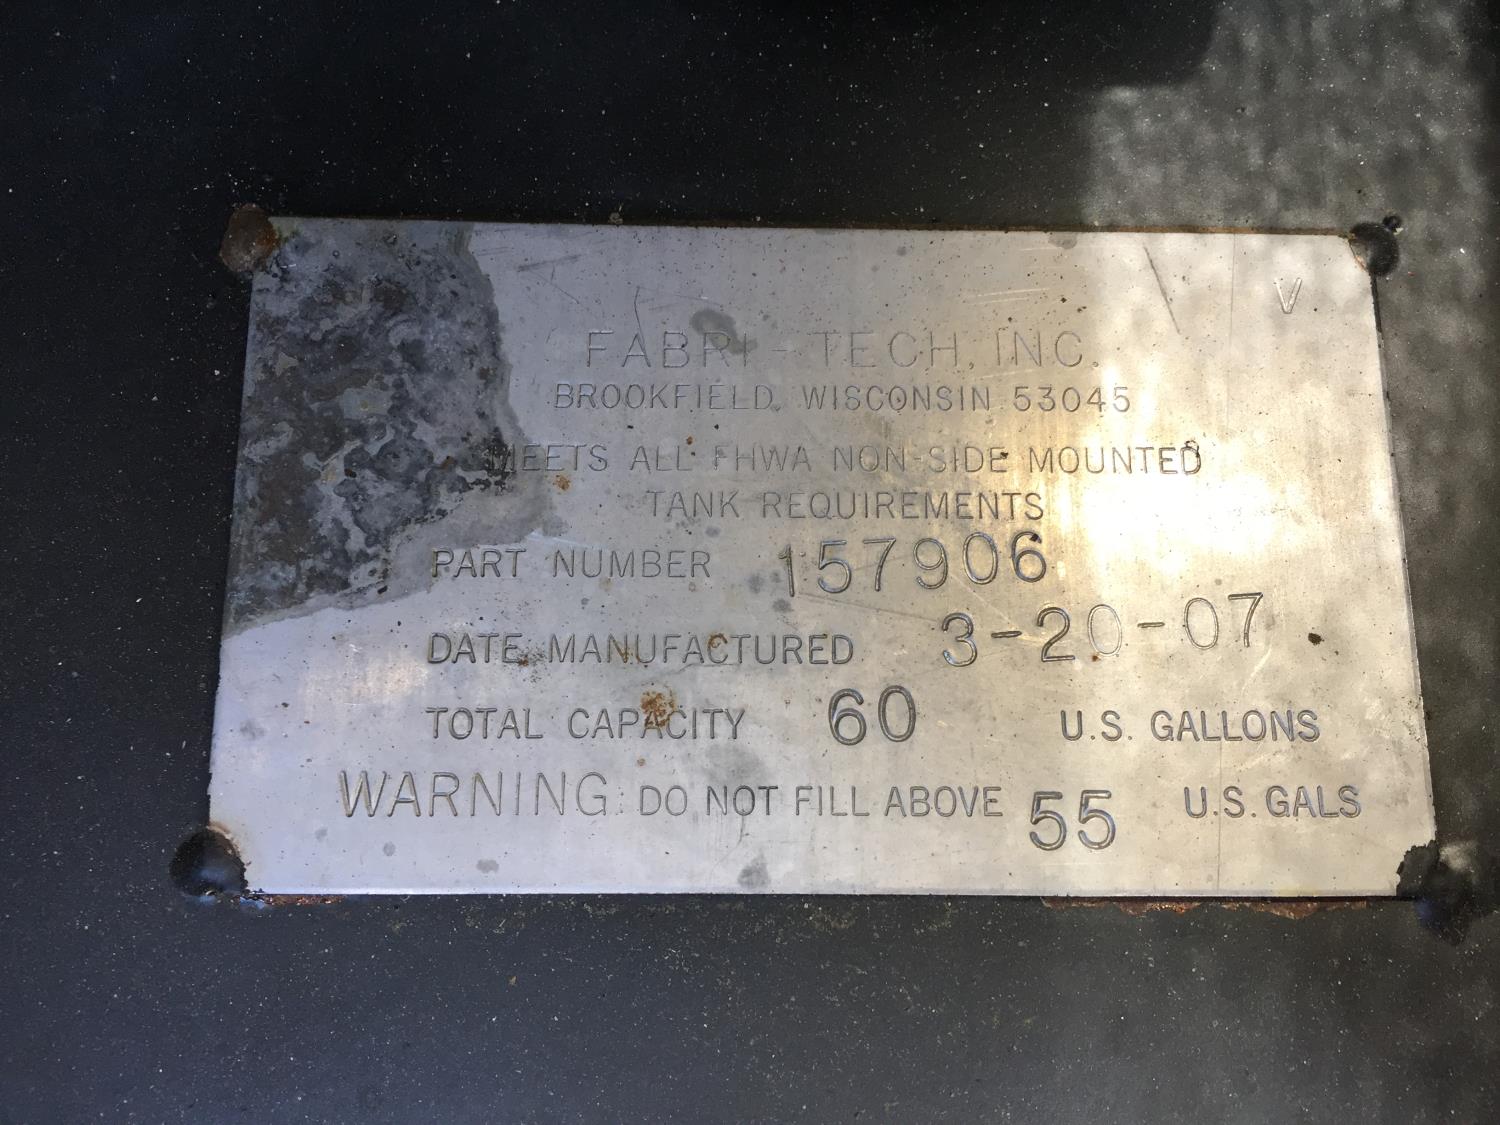 V
FABRI-TECH, INC.
BROOKFIELD, WISCONSIN 53045
MEETS ALL FHWA NON-SIDE MOUNTED
TANK REQUIREMENTS
PART NUMBER 157906
DATE MANUFACTURED 3-20-07
TOTAL CAPACITY 60 U.S. GALLONS
WARNING: DO NOT FILL ABOVE 55 U.S. GALS